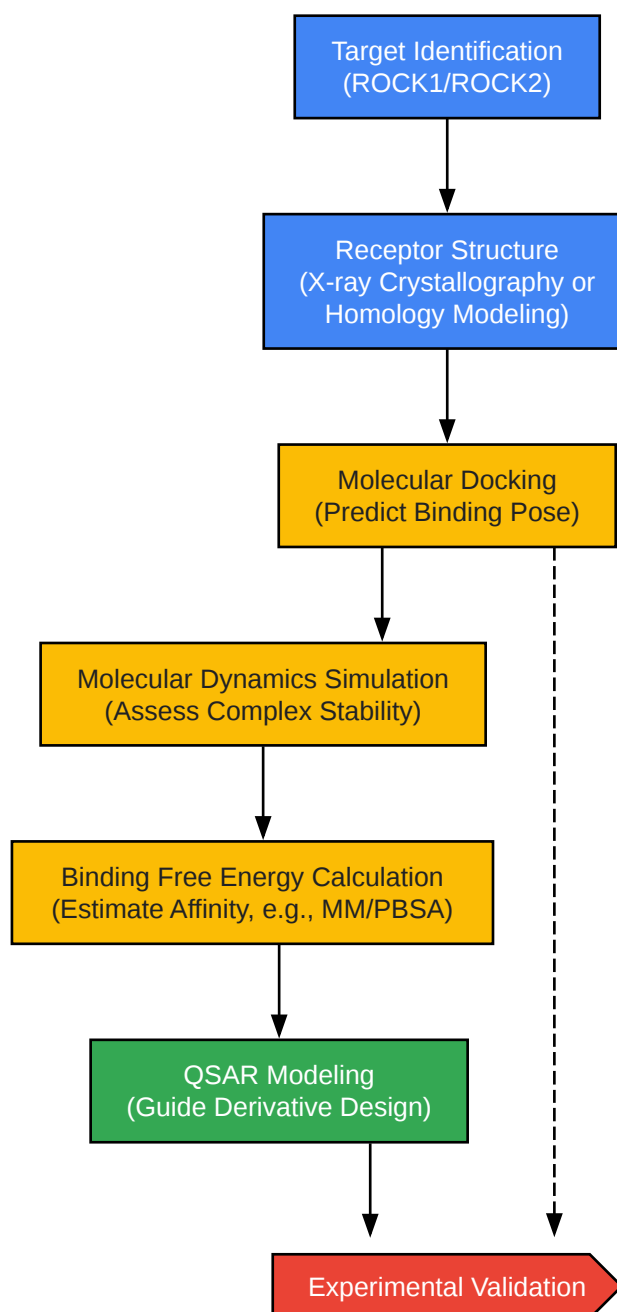 Target Identification
(ROCK1/ROCK2)
Receptor Structure
(X-ray Crystallography or
Homology Modeling)
Molecular Docking
(Predict Binding Pose)
Molecular Dynamics Simulation
(Assess Complex Stability)
Binding Free Energy Calculation
(Estimate Affinity, e.g., MM/PBSA)
QSAR Modeling
(Guide Derivative Design)
Experimental Validation